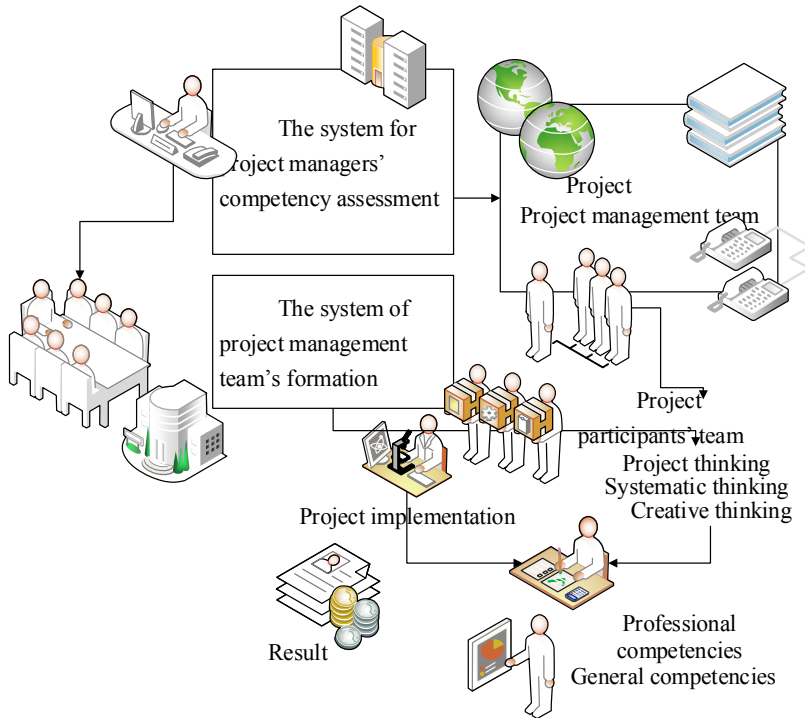 The system for
project managers'
competency assessment
Project
Project management team
The system of
project management
team's formation
Project
participants' team
Project thinking
Systematic thinking
Creative thinking
Project implementation
Result
Professional
competencies
General competencies